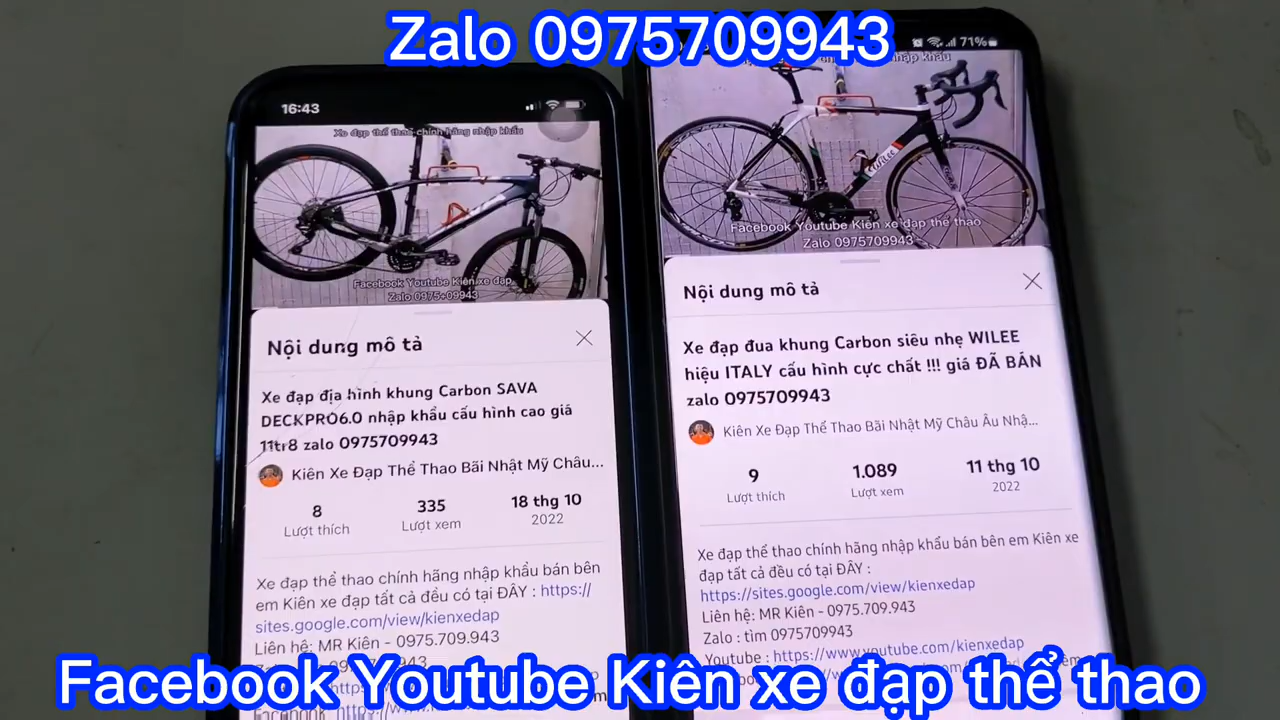 Zalo 0975709943
16:43
Xe đạp thể thao chính hãng nhập khẩu
Facebook Youtube Kiên xe đạp
Nội dung mô tả
Xe đạp địa hình khung Carbon SAVA
DECKPRO6.0 nhập khẩu cấu hình cao giá
11tr8 zalo 0975709943
Kiên Xe Đạp Thể Thao Bãi Nhật Mỹ Châu...
8
335
18 thg 10
Lượt thích
Lượt xem
2022
Xe đạp thể thao chính hãng nhập khẩu bán bên
em Kiên xe đạp tất cả đều có tại ĐÂY : https://
sites.google.com/view/kienxedap
Liên hệ: MR Kiên - 0975.709.943
71%
nhập khẩu
WILEE
Facebook Youtube Kiên xe đạp thể thao
Zalo 0975709943
Nội dung mô tả
Xe đạp đua khung Carbon siêu nhẹ WILEE
hiệu ITALY cấu hình cực chất !!! giá ĐÃ BÁN
zalo 0975709943
Kiên Xe Đạp Thể Thao Bãi Nhật Mỹ Châu Âu Nhậ...
9
1.089
11 thg 10
Lượt thích
Lượt xem
2022
Xe đạp thể thao chính hãng nhập khẩu bán bên em Kiên xe
đạp tất cả đều có tại ĐÂY :
https://sites.google.com/view/kienxedap
Liên hệ: MR Kiên - 0975.709.943
Zalo : tìm 0975709943
Youtube : https://www.youtube.com/kienxedap
Facebook Youtube Kiên xe đạp thể thao